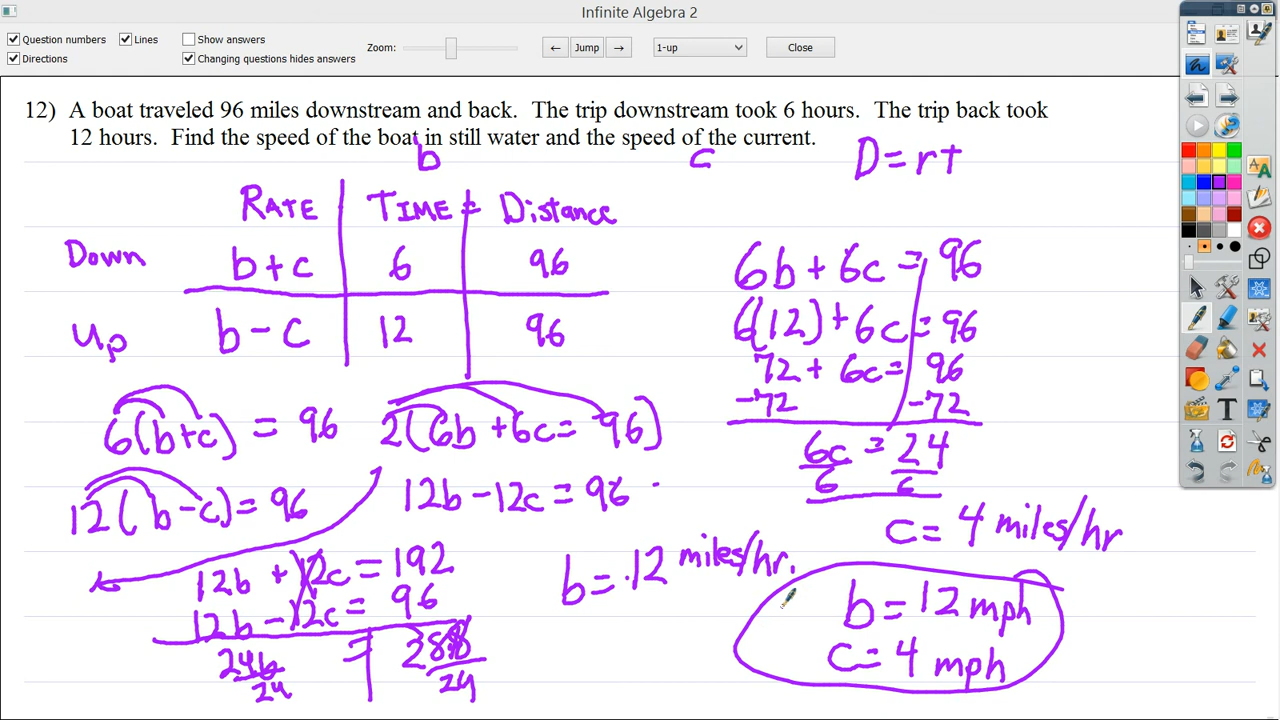 Infinite Algebra 2
Question numbers Lines Show answers
Directions Changing questions hides answers
Zoom: ← Jump → 1-up Close
12) A boat traveled 96 miles downstream and back. The trip downstream took 6 hours. The trip back took
12 hours. Find the speed of the boat in still water and the speed of the current.
b c D=rt
RATE TIME = Distance
Down b+c 6 96
Up b-c 12 96
6(b+c) = 96
12(b-c)=96
2(6b+6c=96)
12b-12c=96
12b+12c=192
12b-12c=96
24b = 288
24 24
b=12 miles/hr.
6b+6c=96
6(12)+6c=96
72+6c=96
-72 -72
6c=24
6 6
c=4 miles/hr
b=12 mph
c=4 mph